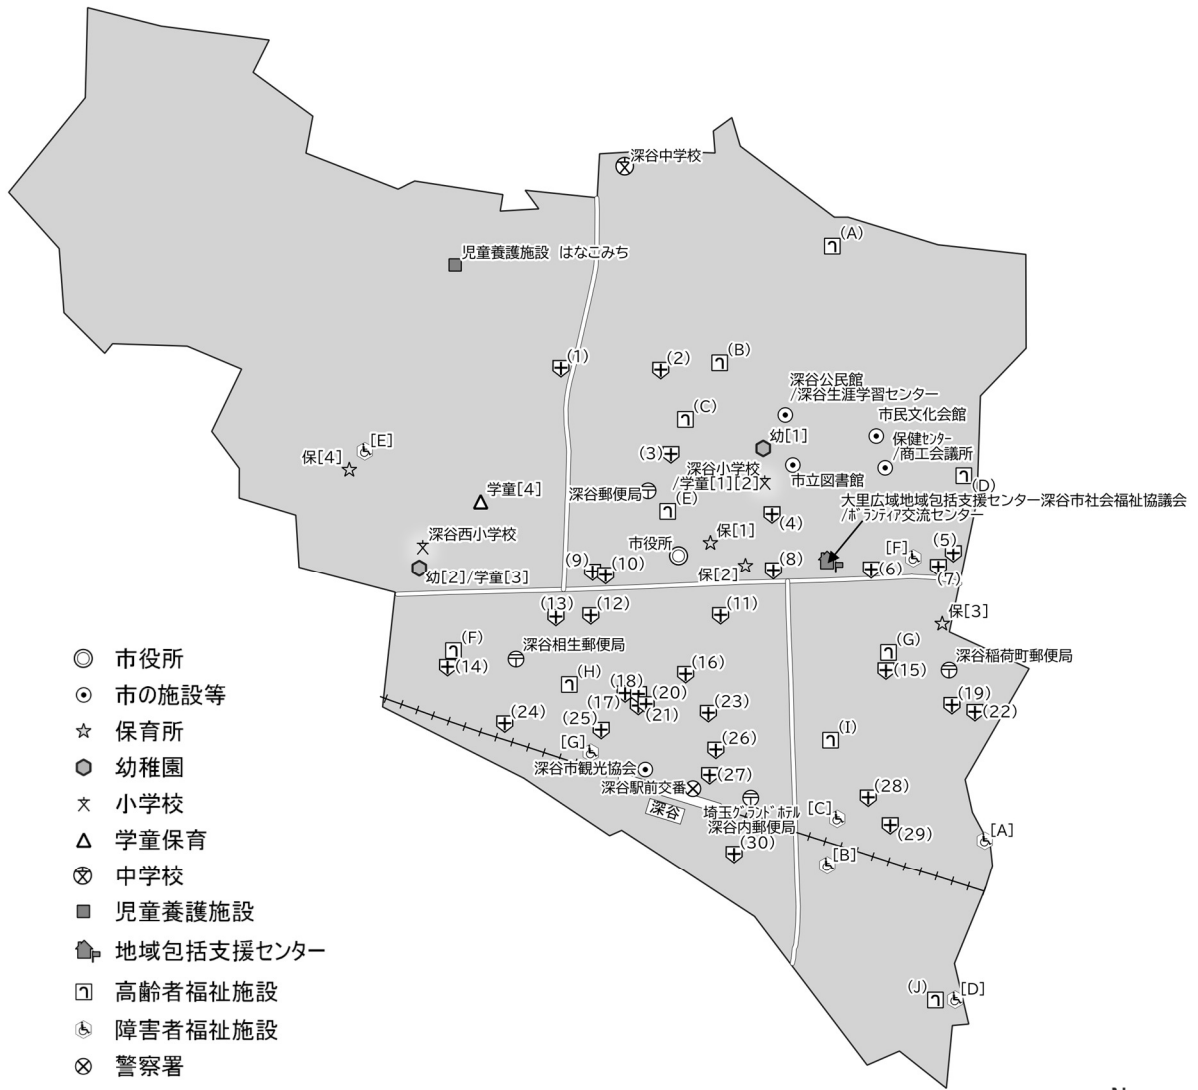 深谷中学校
(A)
児童養護施設　はなこみち
(1)
(2)
(B)
深谷公民館
/深谷生涯学習センター
(C)
市民文化会館
幼[1]
保健センター
/商工会議所
[E]
保[4]
(3)
深谷小学校
/学童[1][2]
市立図書館
(D)
学童[4]
深谷郵便局
(E)
大里広域地域包括支援センター深谷市社会福祉協議会
/ボランティア交流センター
(4)
深谷西小学校
保[1]
市役所
[F]
(5)
(9)
(10)
(8)
保[2]
(6)
(7)
幼[2]/学童[3]
(13)
(12)
(11)
保[3]
(F)
(14)
深谷相生郵便局
(G)
(15)
深谷稲荷町郵便局
(H)
(16)
(18)
(17)
(20)
(21)
(23)
(19)
(22)
(24)
(25)
[G]
(26)
(I)
深谷市観光協会
(27)
深谷駅前交番
深谷
埼玉グランドホテル
深谷内郵便局
[C]
(28)
(29)
[A]
(30)
[B]
(J)
[D]
市役所
市の施設等
保育所
幼稚園
小学校
学童保育
中学校
児童養護施設
地域包括支援センター
高齢者福祉施設
障害者福祉施設
警察署